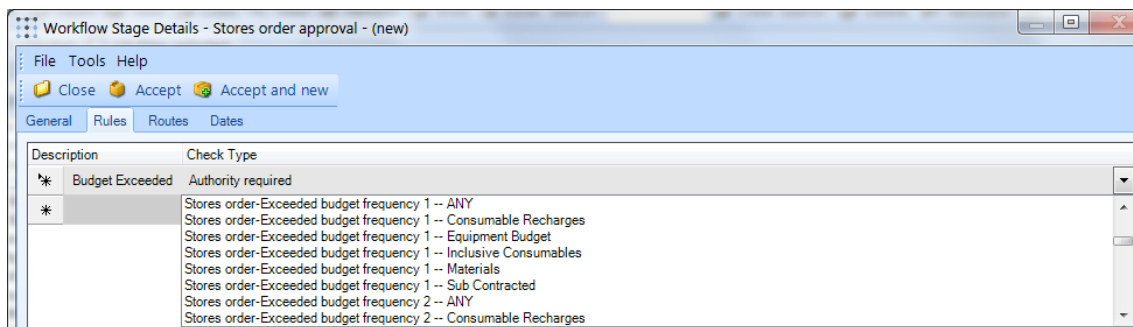 Workflow Stage Details - Stores order approval - (new)
File Tools Help
Close Accept Accept and new
General Rules Routes Dates
Description Check Type
Budget Exceeded Authority required
Stores order-Exceeded budget frequency 1 -- ANY
Stores order-Exceeded budget frequency 1 -- Consumable Recharges
Stores order-Exceeded budget frequency 1 -- Equipment Budget
Stores order-Exceeded budget frequency 1 -- Inclusive Consumables
Stores order-Exceeded budget frequency 1 -- Materials
Stores order-Exceeded budget frequency 1 -- Sub Contracted
Stores order-Exceeded budget frequency 2 -- ANY
Stores order-Exceeded budget frequency 2 -- Consumable Recharges